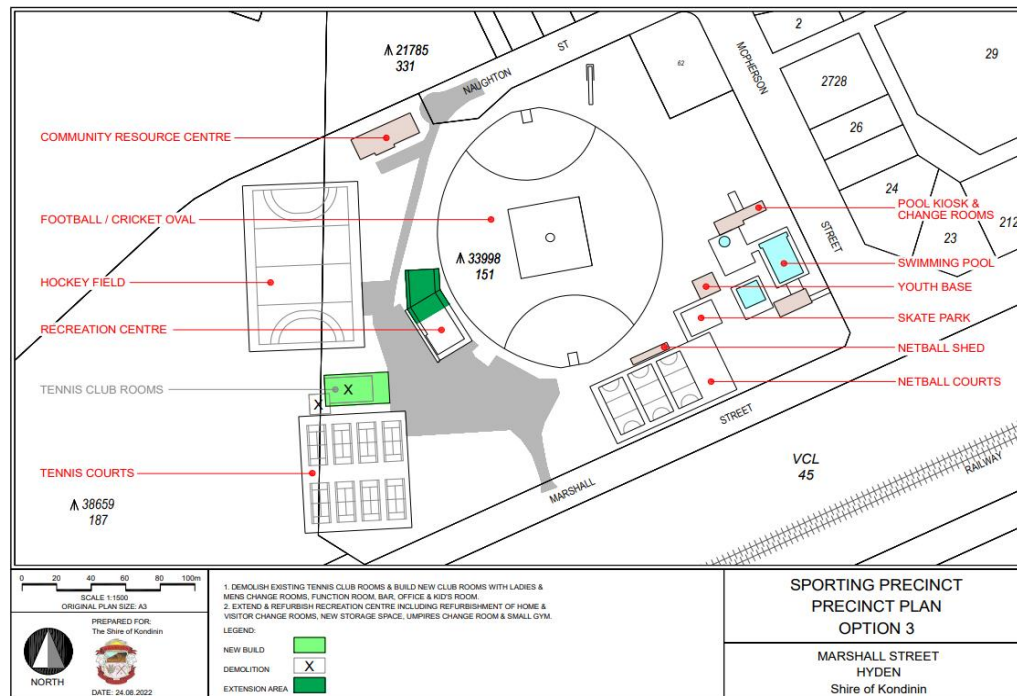 21785
331
NAUGHTON
ST
62
MCPHERSON
STREET
2
29
2728
26
24
23
212
COMMUNITY RESOURCE CENTRE
FOOTBALL / CRICKET OVAL
HOCKEY FIELD
RECREATION CENTRE
TENNIS CLUB ROOMS
X
X
TENNIS COURTS
33998
151
POOL KIOSK &
CHANGE ROOMS
SWIMMING POOL
YOUTH BASE
SKATE PARK
NETBALL SHED
NETBALL COURTS
MARSHALL
STREET
VCL
45
RAILWAY
38659
187
0 20 40 60 80 100m
SCALE 1:1500
ORIGINAL PLAN SIZE: A3
NORTH
PREPARED FOR:
The Shire of Kondinin
DATE: 24.08.2022
1. DEMOLISH EXISTING TENNIS CLUB ROOMS & BUILD NEW CLUB ROOMS WITH LADIES &
MENS CHANGE ROOMS, FUNCTION ROOM, BAR, OFFICE & KID'S ROOM.
2. EXTEND & REFURBISH RECREATION CENTRE INCLUDING REFURBISHMENT OF HOME &
VISITOR CHANGE ROOMS, NEW STORAGE SPACE, UMPIRES CHANGE ROOM & SMALL GYM.
LEGEND:
NEW BUILD
DEMOLITION X
EXTENSION AREA
SPORTING PRECINCT
PRECINCT PLAN
OPTION 3
MARSHALL STREET
HYDEN
Shire of Kondinin